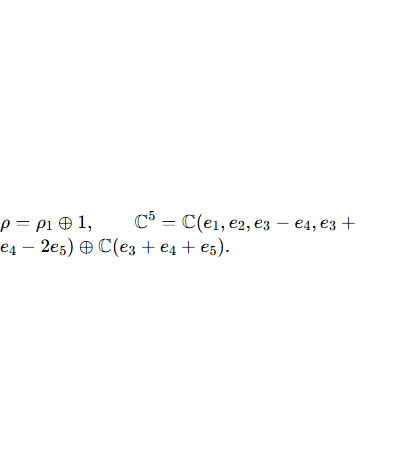 ρ = ρ₁ ⊕ 1, ℂ⁵ = ℂ(e₁, e₂, e₃ − e₄, e₃ +
e₄ − 2e₅) ⊕ ℂ(e₃ + e₄ + e₅).